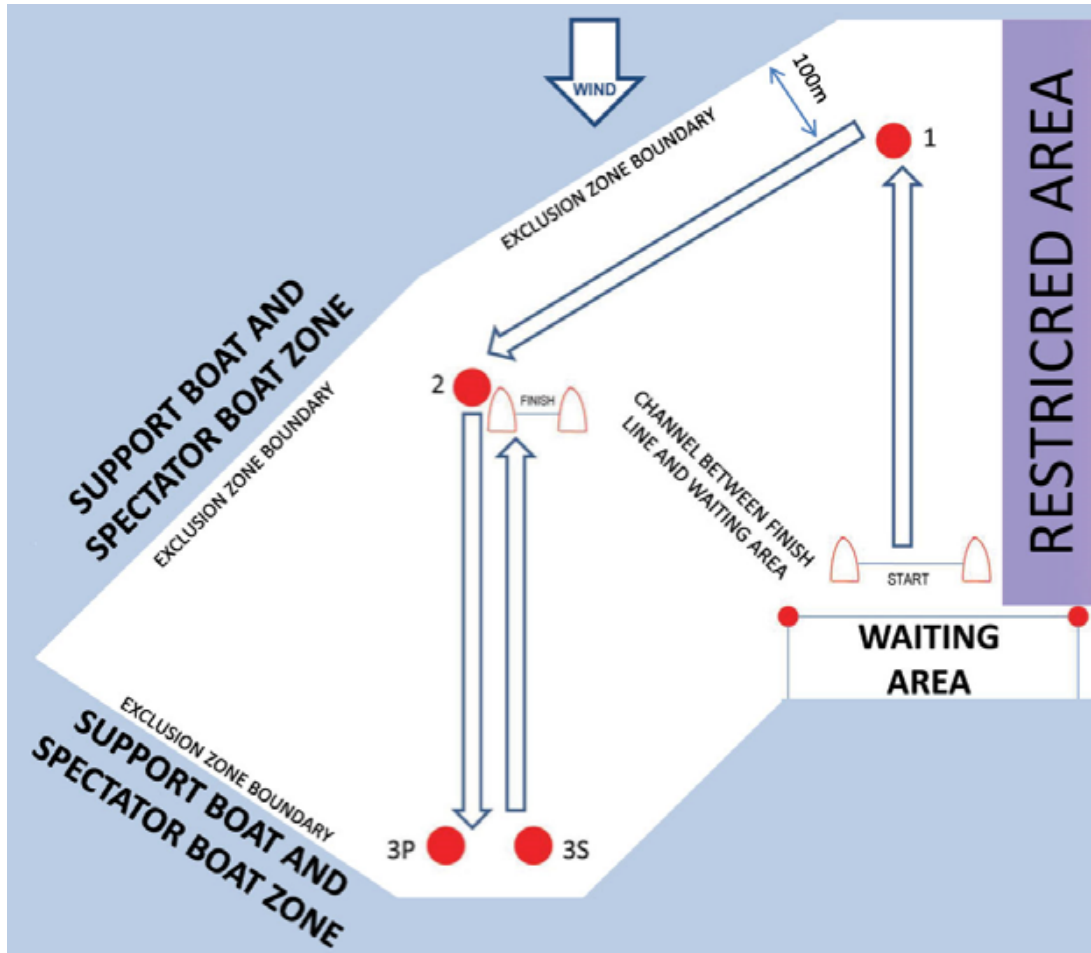 WIND
100m
1
EXCLUSION ZONE BOUNDARY
RESTRICRED AREA
SUPPORT BOAT AND
SPECTATOR BOAT ZONE
EXCLUSION ZONE BOUNDARY
2
FINISH
CHANNEL BETWEEN FINISH
LINE AND WAITING AREA
START
WAITING
AREA
EXCLUSION ZONE BOUNDARY
SUPPORT BOAT AND
SPECTATOR BOAT ZONE
3P
3S